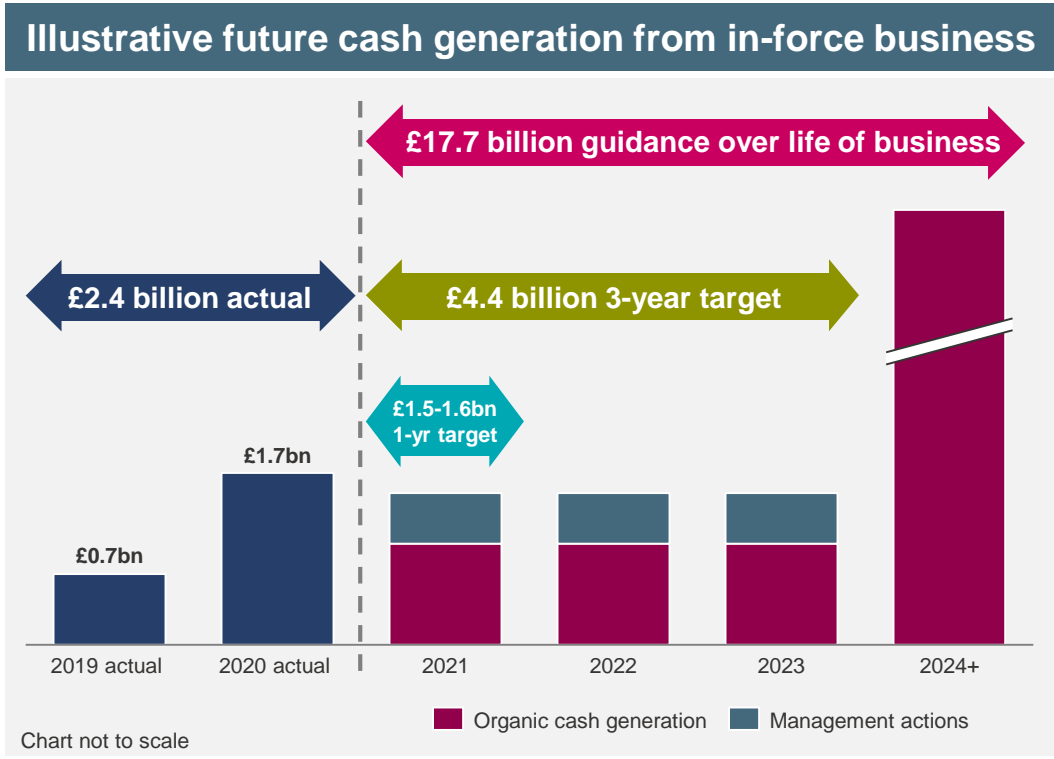 Illustrative future cash generation from in-force business
£17.7 billion guidance over life of business
£2.4 billion actual
£4.4 billion 3-year target
£1.5-1.6bn
1-yr target
£1.7bn
£0.7bn
2019 actual
2020 actual
2021
2022
2023
2024+
Organic cash generation
Management actions
Chart not to scale